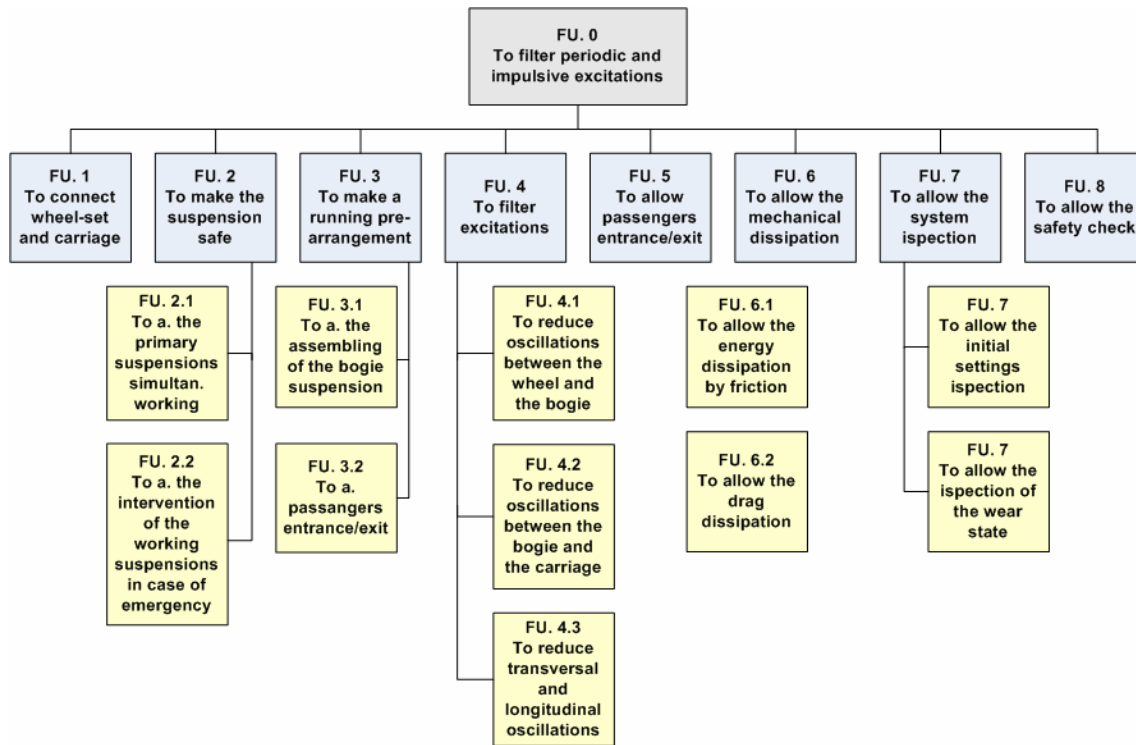 FU. 0
To filter periodic and
impulsive excitations
FU. 1
To connect
wheel-set
and carriage
FU. 2
To make the
suspension
safe
FU. 3
To make a
running pre-
arrangement
FU. 4
To filter
excitations
FU. 5
To allow
passengers
entrance/exit
FU. 6
To allow the
mechanical
dissipation
FU. 7
To allow the
system
ispection
FU. 8
To allow the
safety check
FU. 2.1
To a. the
primary
suspensions
simultan.
working
FU. 3.1
To a. the
assembling
of the bogie
suspension
FU. 4.1
To reduce
oscillations
between the
wheel and
the bogie
FU. 6.1
To allow the
energy
dissipation
by friction
FU. 7
To allow the
initial
settings
ispection
FU. 2.2
To a. the
intervention
of the
working
suspensions
in case of
emergency
FU. 3.2
To a.
passangers
entrance/exit
FU. 4.2
To reduce
oscillations
between the
bogie and
the carriage
FU. 6.2
To allow the
drag
dissipation
FU. 7
To allow the
ispection of
the wear
state
FU. 4.3
To reduce
transversal
and
longitudinal
oscillations